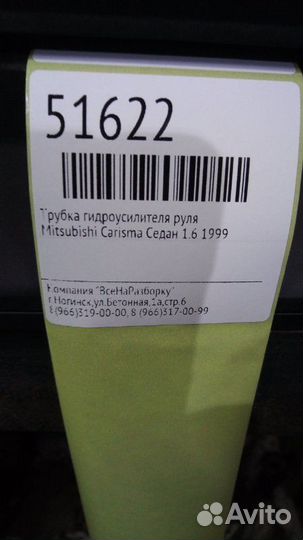 51622
Трубка гидроусилителя руля
Mitsubishi Carisma Седан 1.6 1999
Компания "ВсеНаРазборку"
г.Ногинск,ул.Бетонная,1а,стр.6
8(966)319-00-00, 8 (966)317-00-99
Avito